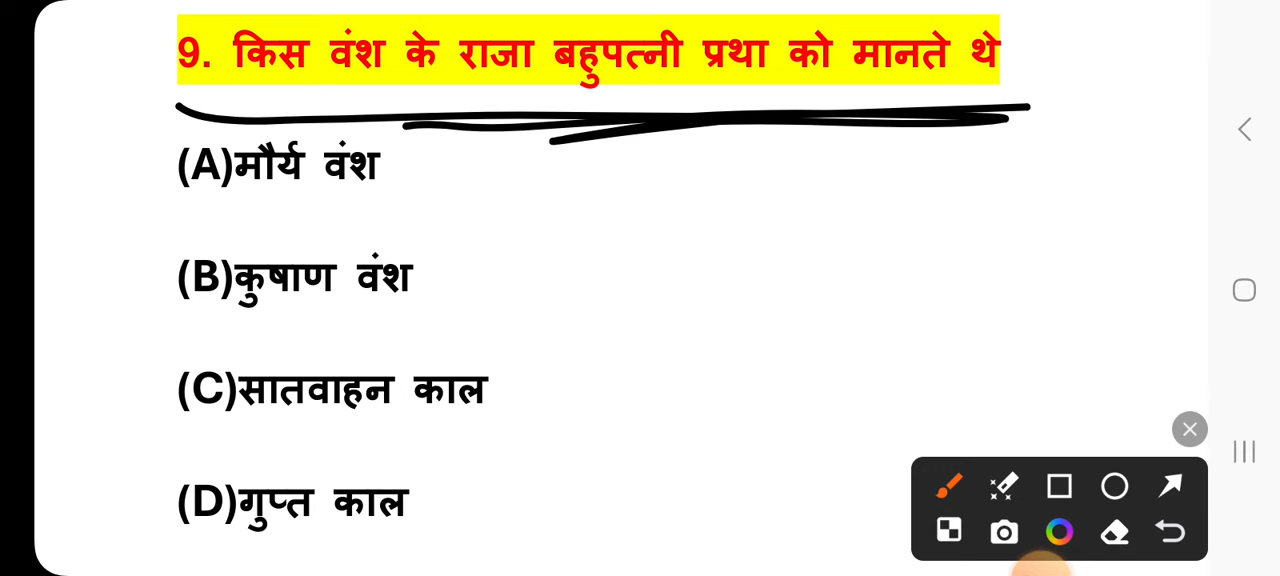 9. किस वंश के राजा बहुपत्नी प्रथा को मानते थे
(A)मौर्य वंश
(B)कुषाण वंश
(C)सातवाहन काल
(D)गुप्त काल